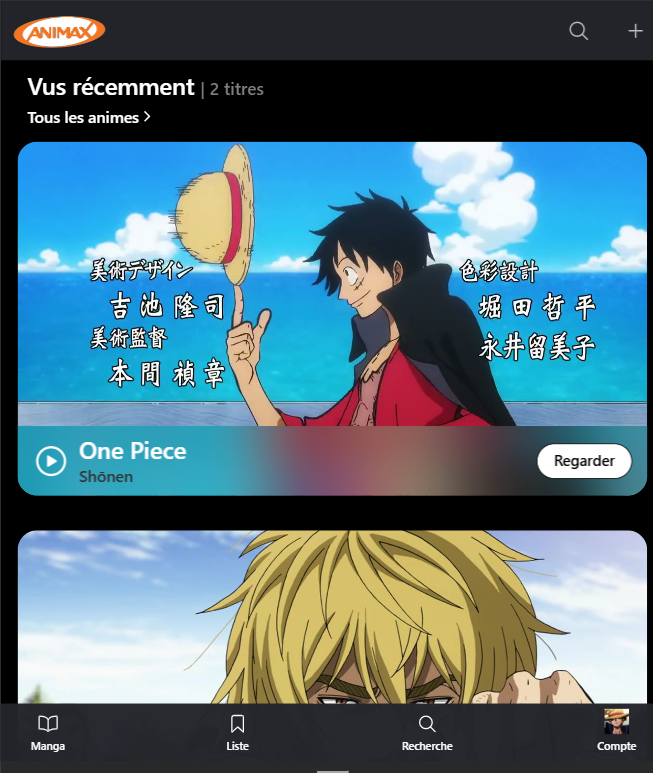 ANIMAX
Vus récemment | 2 titres
Tous les animes >
美術デザイン
吉池隆司
美術監督
本間禎章
色彩設計
堀田哲平
永井留美子
One Piece
Shōnen
Regarder
Manga
Liste
Recherche
Compte